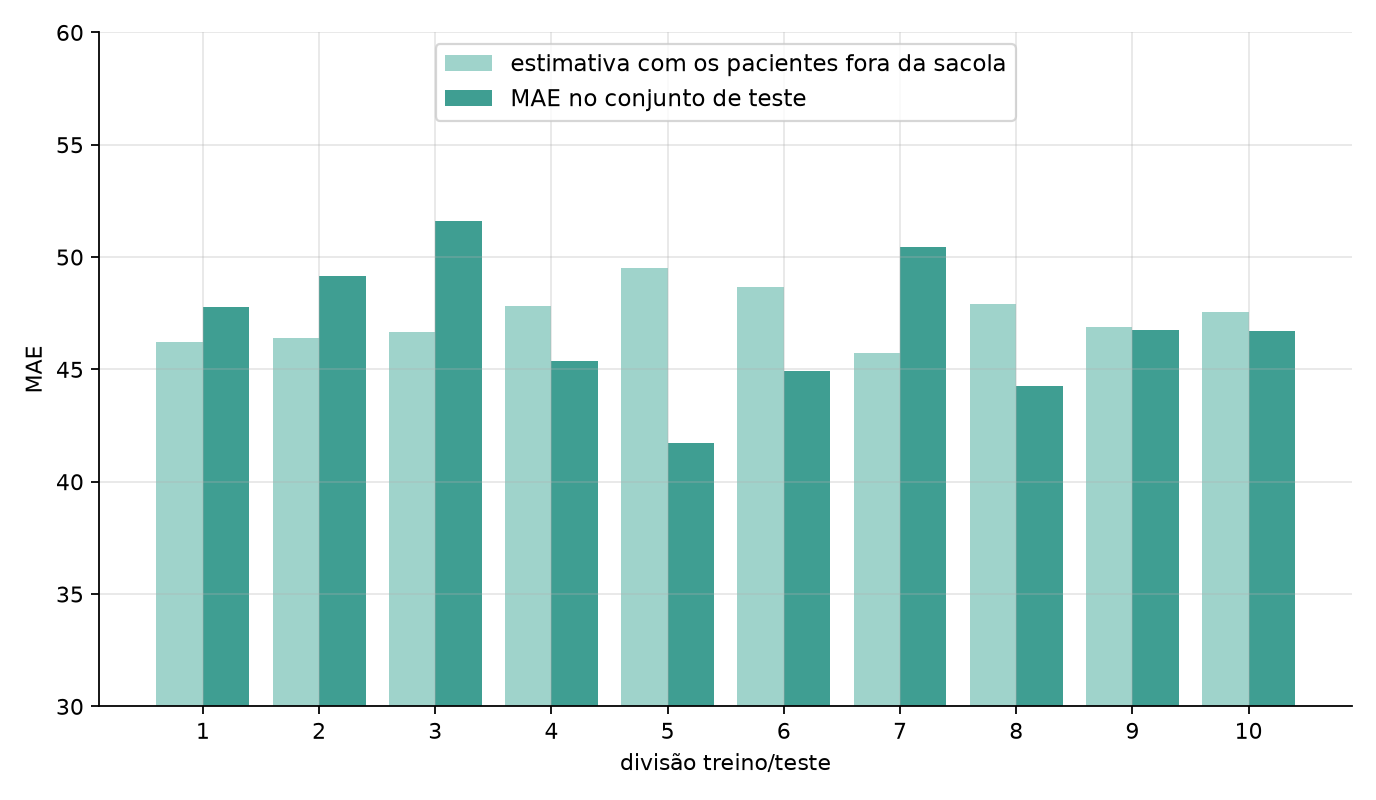 60
55
50
45
40
35
30
MAE
estimativa com os pacientes fora da sacola
MAE no conjunto de teste
1 2 3 4 5 6 7 8 9 10
divisão treino/teste